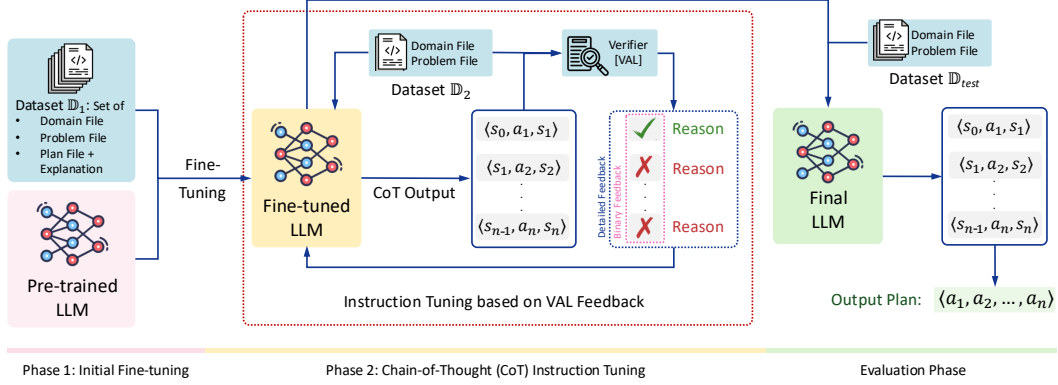 Dataset 𝔻₁: Set of
• Domain File
• Problem File
• Plan File +
Explanation
Pre-trained
LLM
Fine-
Tuning
Domain File
Problem File
Dataset 𝔻₂
Verifier
[VAL]
Fine-tuned
LLM
CoT Output
⟨s₀, a₁, s₁⟩
⟨s₁, a₂, s₂⟩
⟨sₙ₋₁, aₙ, sₙ⟩
Detailed Feedback
Binary Feedback
✓ Reason
✗ Reason
✗ Reason
Instruction Tuning based on VAL Feedback
Domain File
Problem File
Dataset 𝔻test
Final
LLM
⟨s₀, a₁, s₁⟩
⟨s₁, a₂, s₂⟩
⟨sₙ₋₁, aₙ, sₙ⟩
Output Plan: ⟨a₁, a₂, ..., aₙ⟩
Phase 1: Initial Fine-tuning
Phase 2: Chain-of-Thought (CoT) Instruction Tuning
Evaluation Phase